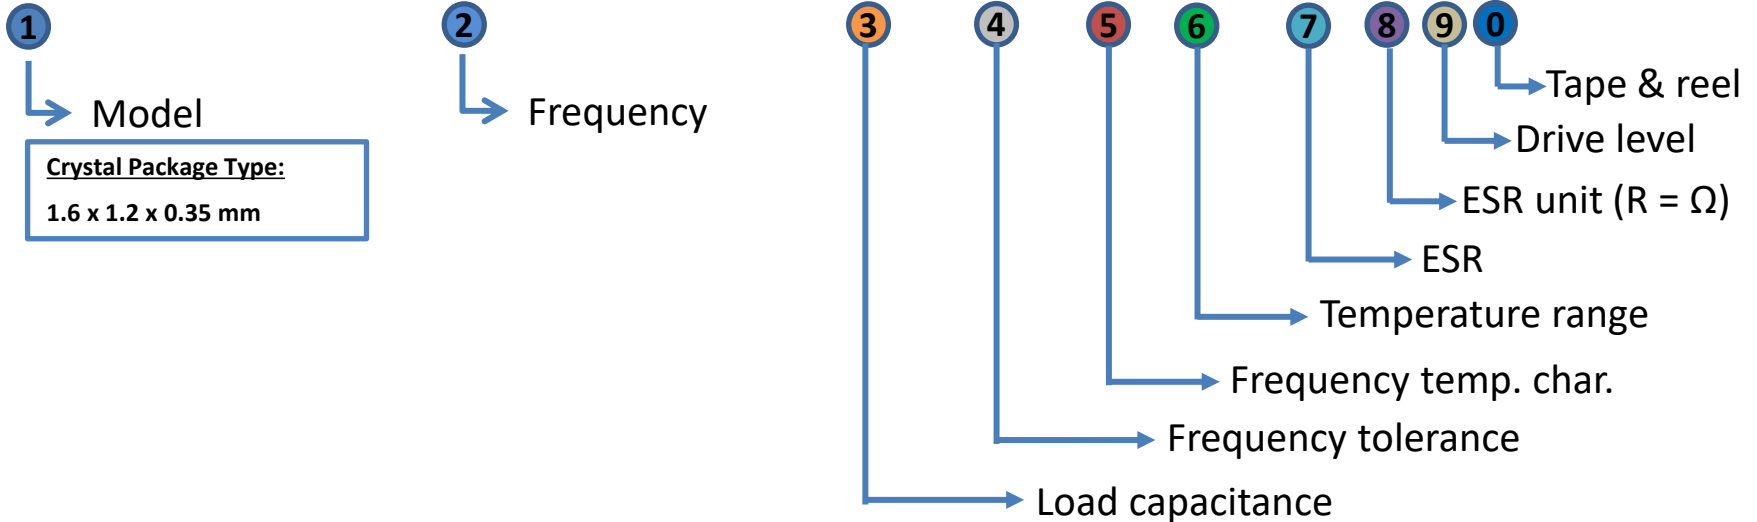 1 2 3 4 5 6 7 8 9 0
Tape & reel
Model
Frequency
Drive level
Crystal Package Type:
1.6 x 1.2 x 0.35 mm
ESR unit (R = Ω)
ESR
Temperature range
Frequency temp. char.
Frequency tolerance
Load capacitance